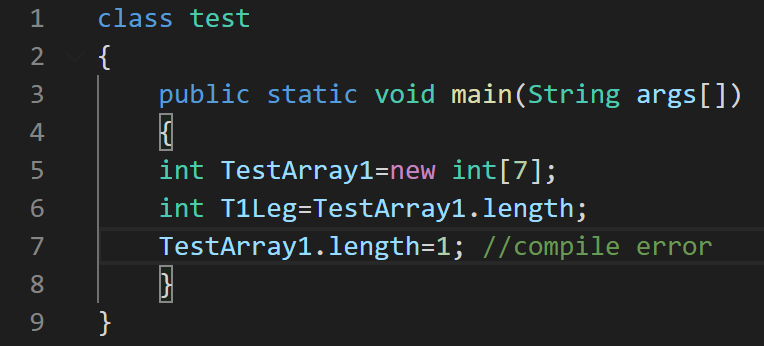 1 class test
2 {
3 public static void main(String args[])
4 {
5 int TestArray1=new int[7];
6 int T1Leg=TestArray1.length;
7 TestArray1.length=1; //compile error
8 }
9 }